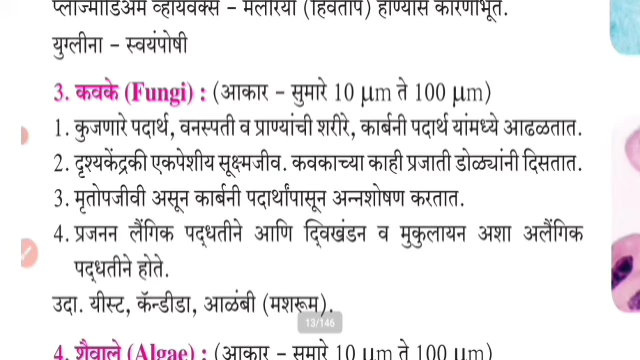 प्लाज्मोडिअम व्हायवॅक्स – मलेरिया (हिवताप) होण्यास कारणीभूत.
युग्लीना – स्वयंपोषी
3. कवके (Fungi) : (आकार – सुमारे 10 μm ते 100 μm)
1. कुजणारे पदार्थ, वनस्पती व प्राण्यांची शरीरे, कार्बनी पदार्थ यांमध्ये आढळतात.
2. दृश्यकेंद्रकी एकपेशीय सूक्ष्मजीव. कवकाच्या काही प्रजाती डोळ्यांनी दिसतात.
3. मृतोपजीवी असून कार्बनी पदार्थांपासून अन्नशोषण करतात.
4. प्रजनन लैंगिक पद्धतीने आणि द्विखंडन व मुकुलायन अशा अलैंगिक
पद्धतीने होते.
उदा. यीस्ट, कॅन्डीडा, आळंबी (मशरूम).
13/146
4. शैवाले (Algae) : (आकार – सुमारे 10 μm ते 100 μm)